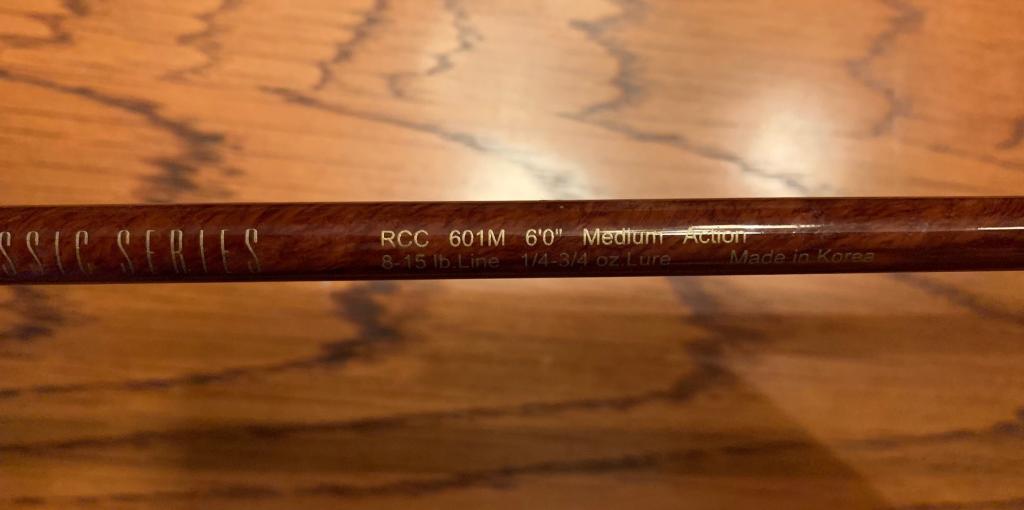 SSIC SERIES
RCC 601M 6'0" Medium Action
8-15 lb.Line 1/4-3/4 oz.Lure Made in Korea